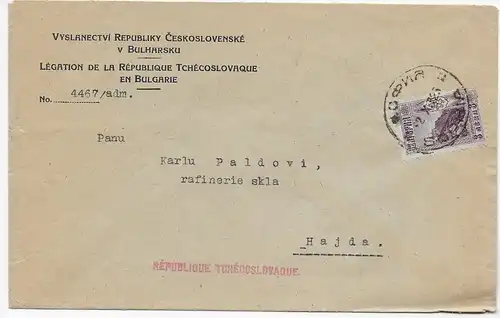 VYSLANECTVÍ REPUBLIKY ČESKOSLOVENSKÉ
V BULHARSKU
LÉGATION DE LA RÉPUBLIQUE TCHÉCOSLOVAQUE
EN BULGARIE
No. 4467/adm.
Panu
Karlu Paldovi,
rafinerie skla
Hajda.
RÉPUBLIQUE TCHÉCOSLOVAQUE